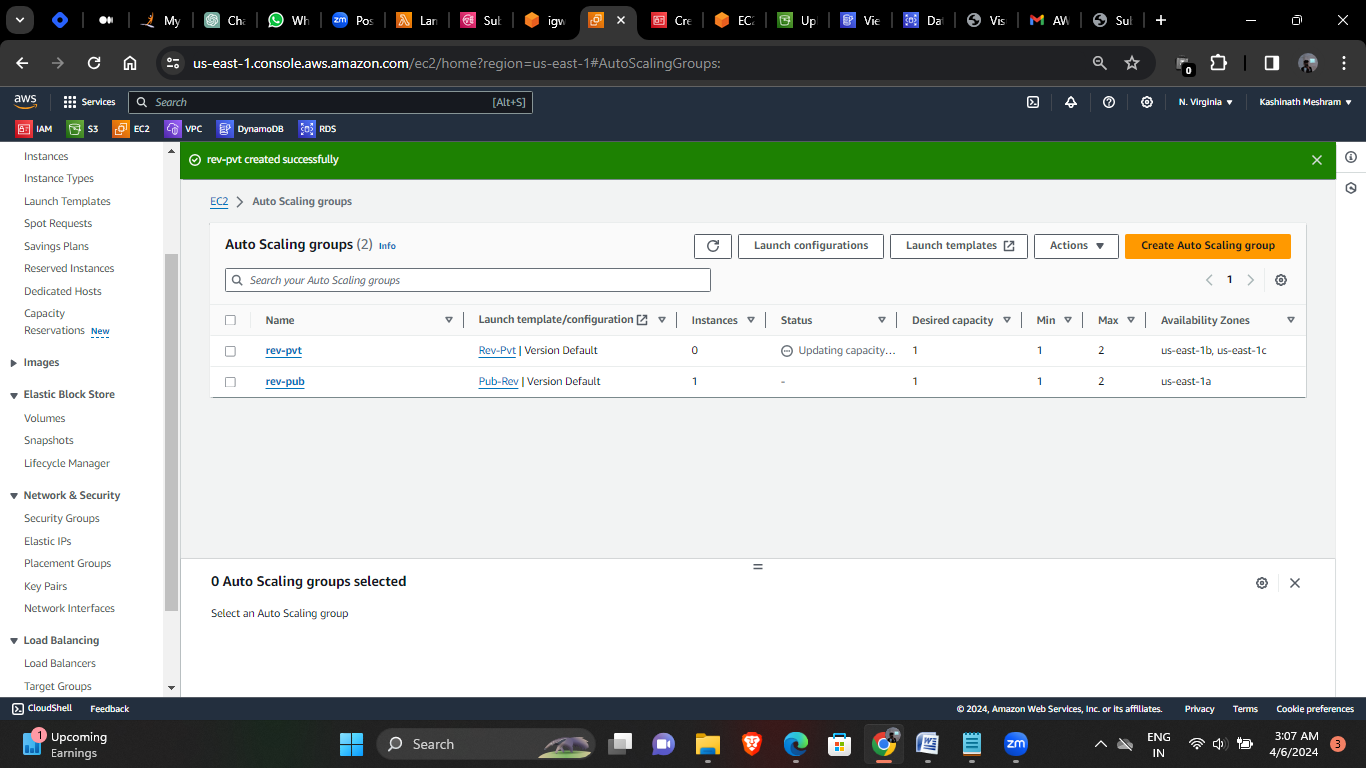 My
Cha
Wh
Pos
Lan
Sub
igw
Cre
EC2
Up
Vie
Dat
Vis
AW
Sul
us-east-1.console.aws.amazon.com/ec2/home?region=us-east-1#AutoScalingGroups:
0
aws Services Search [Alt+S] N. Virginia Kashinath Meshram
IAM S3 EC2 VPC DynamoDB RDS
Instances
Instance Types
Launch Templates
Spot Requests
Savings Plans
Reserved Instances
Dedicated Hosts
Capacity
Reservations New
Images
Elastic Block Store
Volumes
Snapshots
Lifecycle Manager
Network & Security
Security Groups
Elastic IPs
Placement Groups
Key Pairs
Network Interfaces
Load Balancing
Load Balancers
Target Groups
rev-pvt created successfully
EC2 Auto Scaling groups
Auto Scaling groups (2) Info Launch configurations Launch templates Actions Create Auto Scaling group
Search your Auto Scaling groups 1
Name Launch template/configuration Instances Status Desired capacity Min Max Availability Zones
rev-pvt Rev-Pvt | Version Default 0 Updating capacity... 1 1 2 us-east-1b, us-east-1c
rev-pub Pub-Rev | Version Default 1 - 1 1 2 us-east-1a
0 Auto Scaling groups selected
Select an Auto Scaling group
CloudShell Feedback © 2024, Amazon Web Services, Inc. or its affiliates. Privacy Terms Cookie preferences
1 Upcoming
Earnings
Search
zm
ENG
IN
3:07 AM
4/6/2024
3